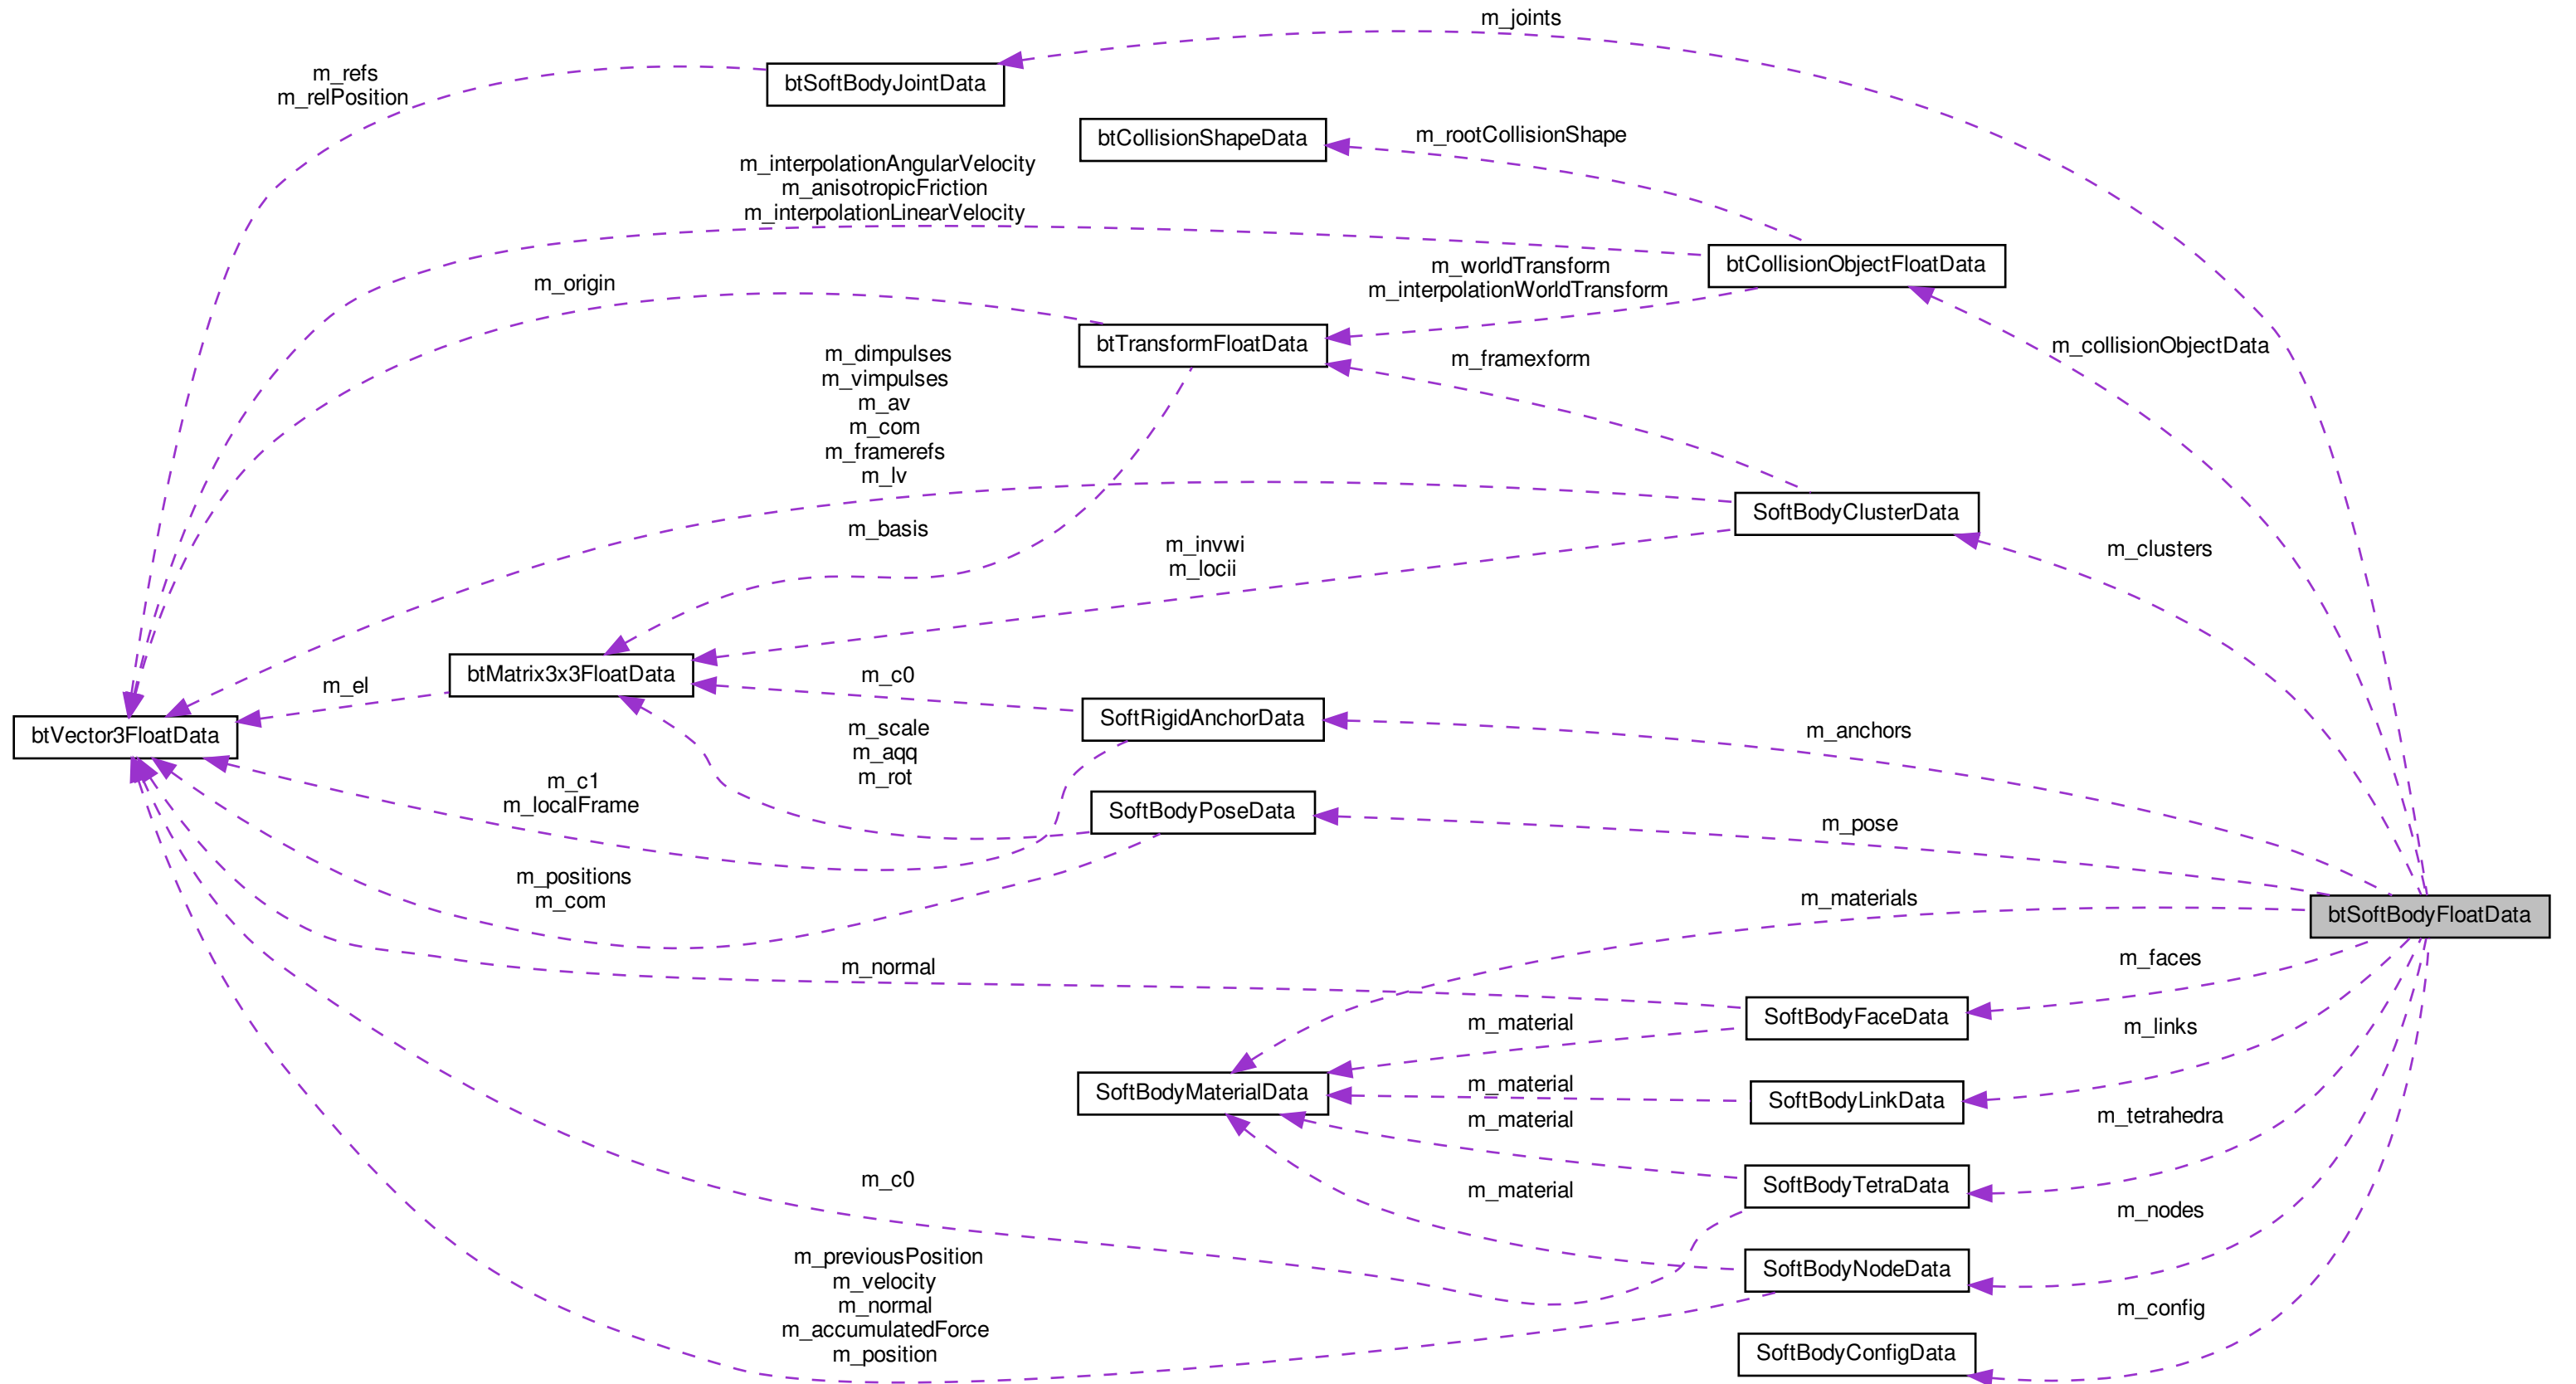 m_joints
m_refs
m_relPosition
btSoftBodyJointData
btCollisionShapeData
m_rootCollisionShape
m_interpolationAngularVelocity
m_anisotropicFriction
m_interpolationLinearVelocity
btCollisionObjectFloatData
m_worldTransform
m_interpolationWorldTransform
m_origin
btTransformFloatData
m_collisionObjectData
m_framexform
m_dimpulses
m_vimpulses
m_av
m_com
m_framerefs
m_lv
SoftBodyClusterData
m_basis
m_invwi
m_locii
m_clusters
btMatrix3x3FloatData
m_c0
m_el
SoftRigidAnchorData
btVector3FloatData
m_scale
m_aqq
m_rot
m_anchors
m_c1
m_localFrame
SoftBodyPoseData
m_pose
m_positions
m_com
m_materials
btSoftBodyFloatData
m_normal
m_faces
SoftBodyFaceData
m_material
m_links
SoftBodyMaterialData
m_material
SoftBodyLinkData
m_material
m_tetrahedra
m_c0
m_material
SoftBodyTetraData
m_nodes
m_previousPosition
m_velocity
m_normal
m_accumulatedForce
m_position
SoftBodyNodeData
m_config
SoftBodyConfigData